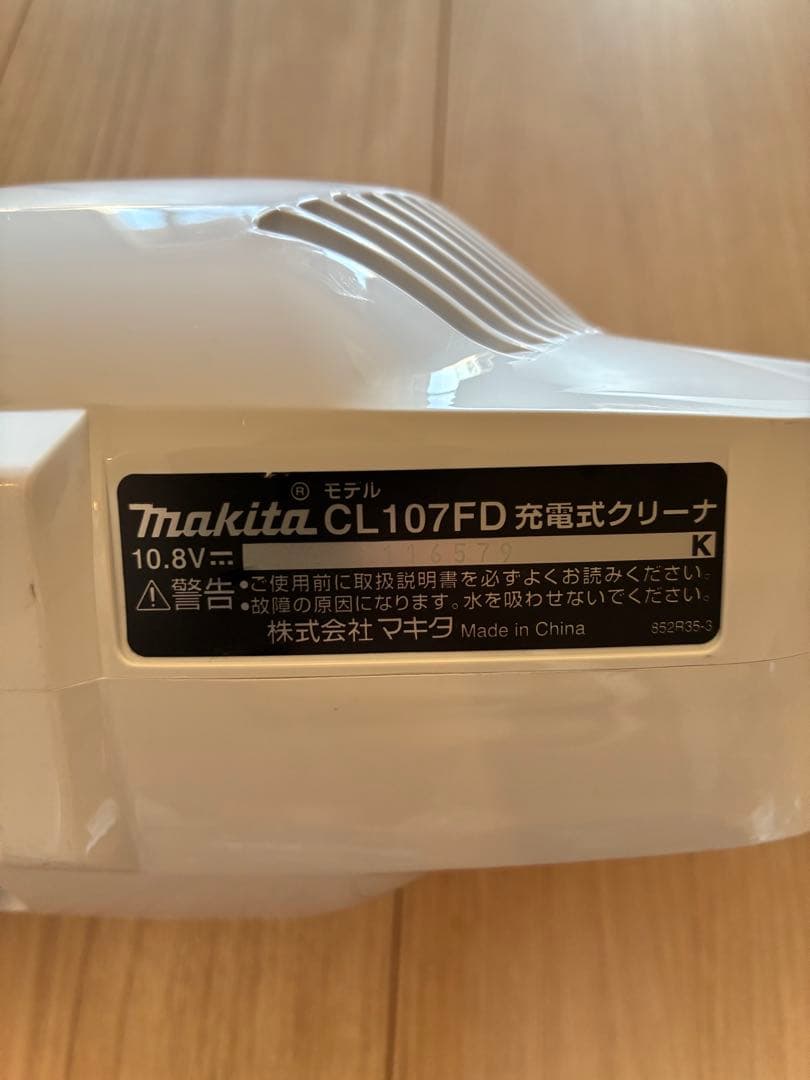 ® モデル
makita CL107FD 充電式クリーナ
10.8V⎓ 116579 K
⚠警告 •ご使用前に取扱説明書を必ずよくお読みください。
•故障の原因になります。水を吸わせないでください。
株式会社 マキタ Made in China 852R35-3